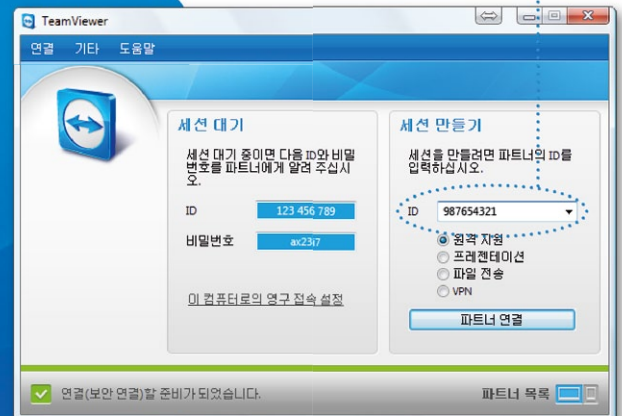 TeamViewer
연결 기타 도움말
세션 대기
세션 대기 중이면 다음 ID와 비밀
번호를 파트너에게 알려 주십시
오.
ID 123 456 789
비밀번호 ax23i7
이 컴퓨터로의 영구 접속 설정
세션 만들기
세션을 만들려면 파트너의 ID를
입력하십시오.
ID 987654321
원격 지원
프레젠테이션
파일 전송
VPN
파트너 연결
연결(보안 연결)할 준비가 되었습니다.
파트너 목록